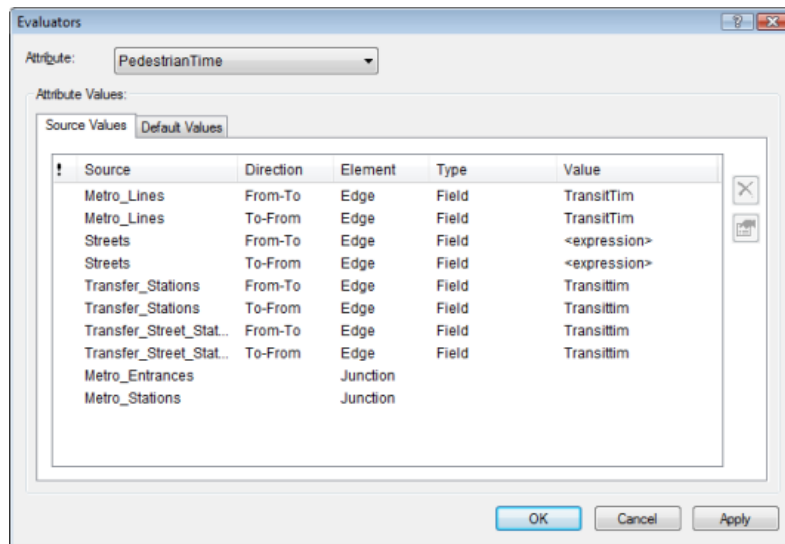 Evaluators
Attribute: PedestrianTime
Attribute Values:
Source Values Default Values
! Source Direction Element Type Value
Metro_Lines From-To Edge Field TransitTim
Metro_Lines To-From Edge Field TransitTim
Streets From-To Edge Field <expression>
Streets To-From Edge Field <expression>
Transfer_Stations From-To Edge Field Transittim
Transfer_Stations To-From Edge Field Transittim
Transfer_Street_Stat... From-To Edge Field Transittim
Transfer_Street_Stat... To-From Edge Field Transittim
Metro_Entrances Junction
Metro_Stations Junction
OK Cancel Apply